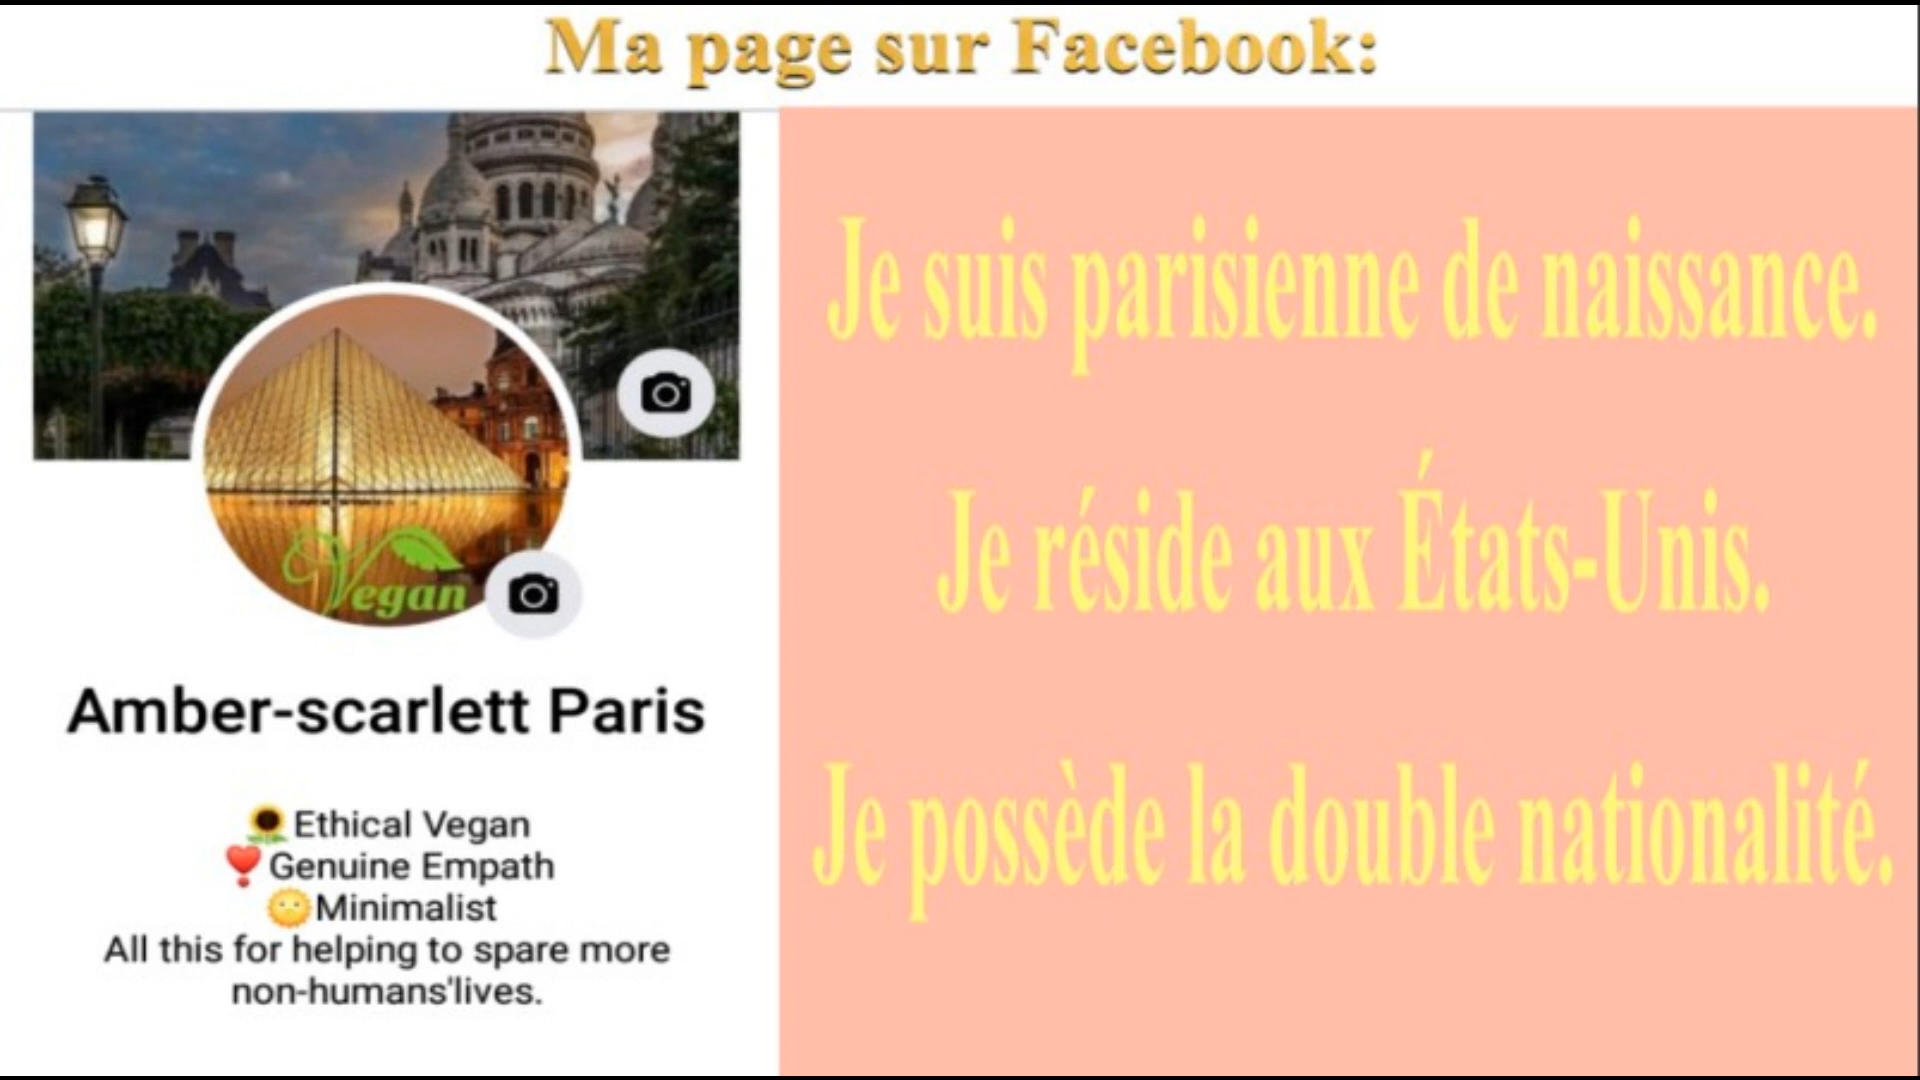 Ma page sur Facebook:
Vegan
Amber-scarlett Paris
🌻Ethical Vegan
❣️Genuine Empath
🌝Minimalist
All this for helping to spare more
non-humans'lives.
Je suis parisienne de naissance.
Je réside aux États-Unis.
Je possède la double nationalité.